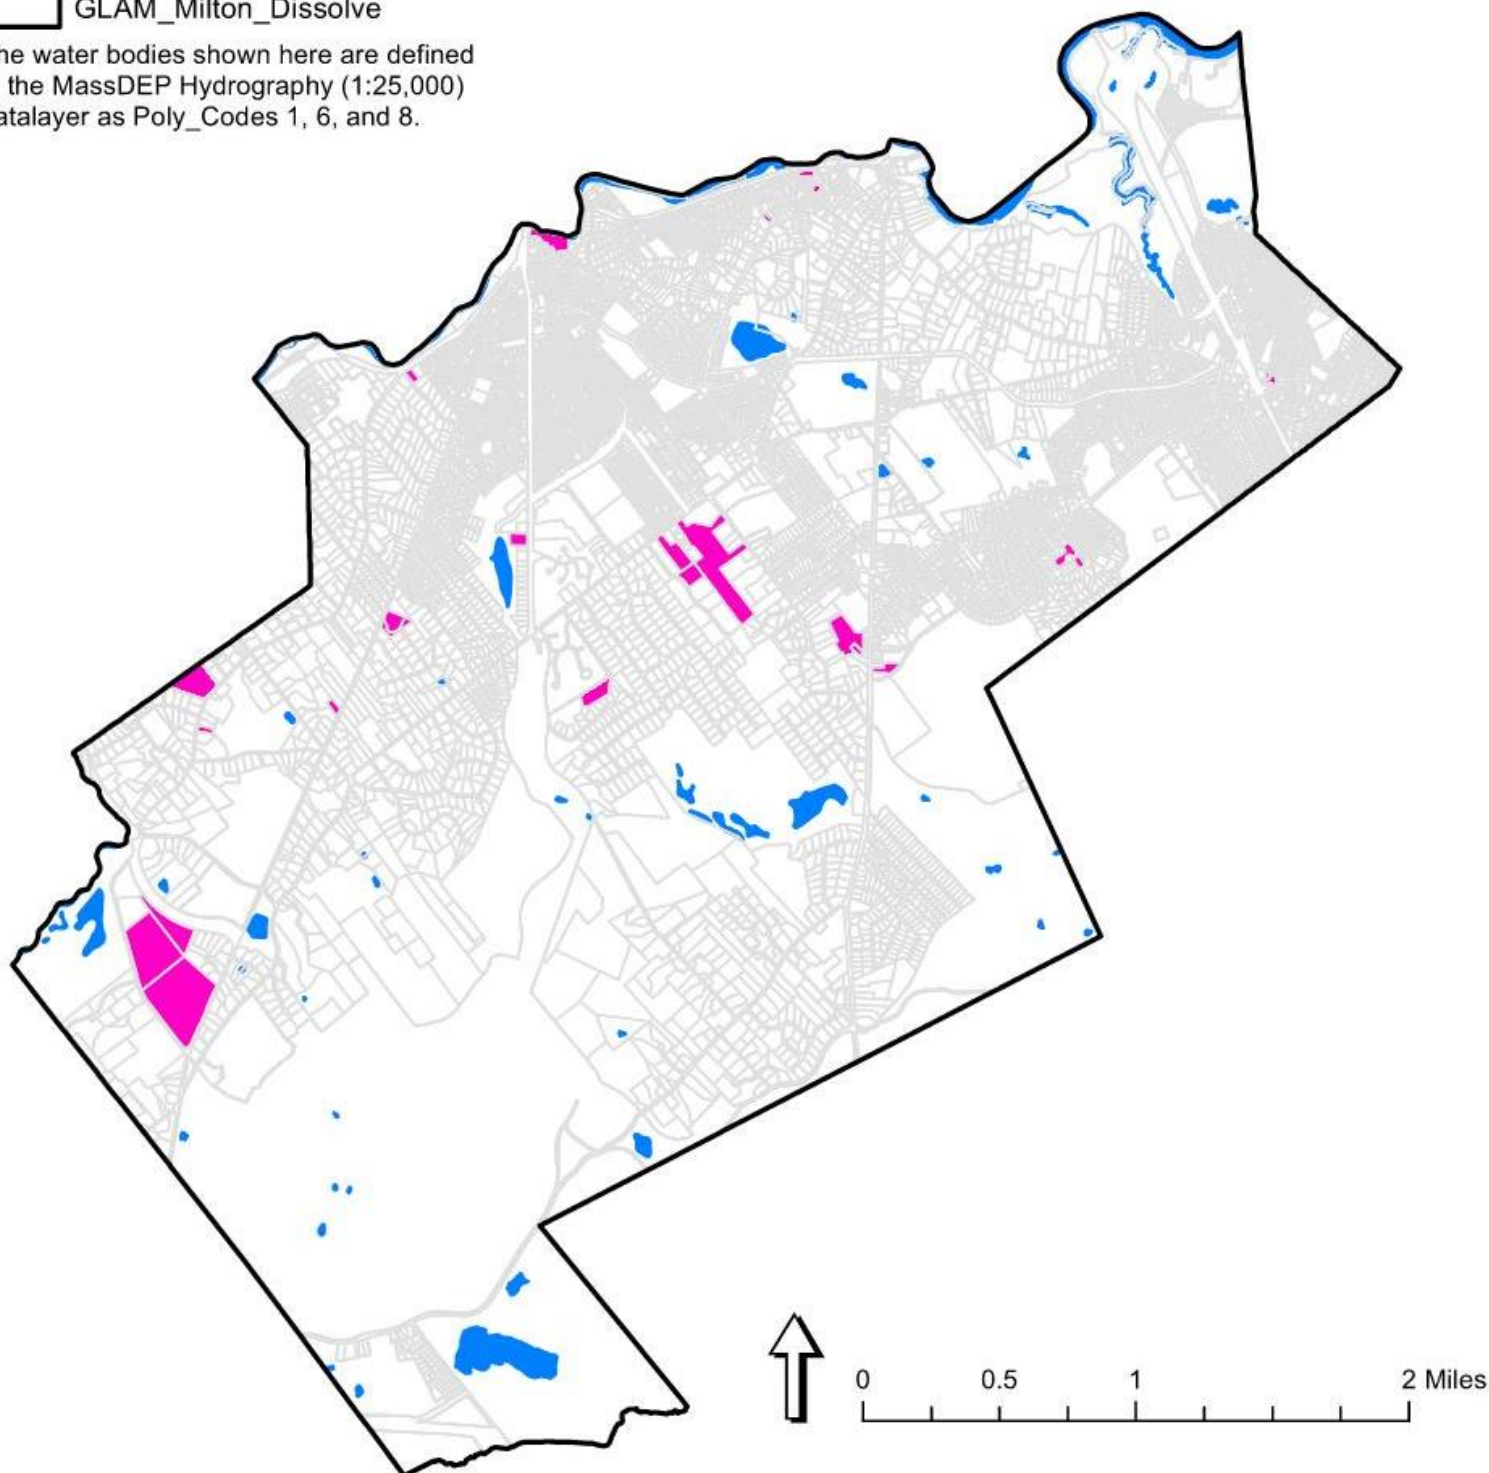 GLAM_Milton_Dissolve
he water bodies shown here are defined
the MassDEP Hydrography (1:25,000)
atalayer as Poly_Codes 1, 6, and 8.
0 0.5 1 2 Miles